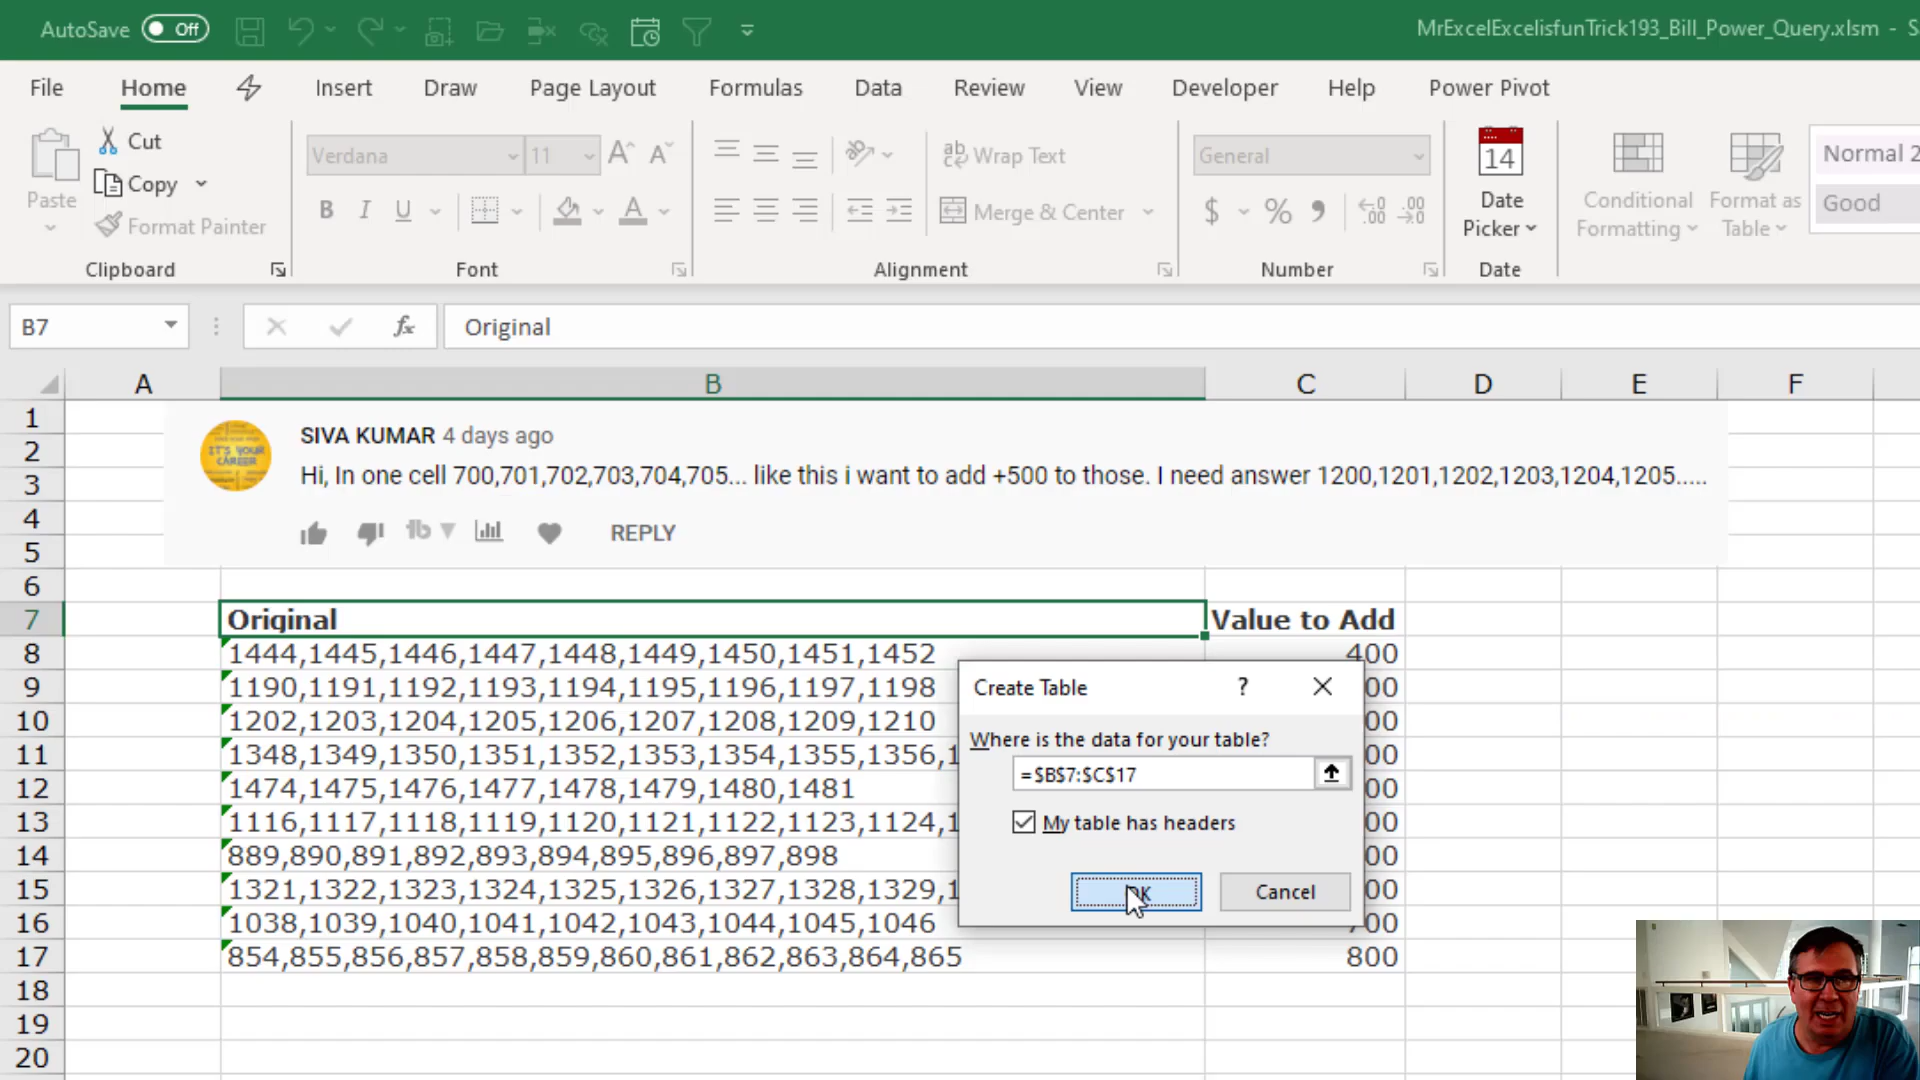 AutoSave Off MrExcelExcelisfunTrick193_Bill_Power_Query.xlsm - S
File Home Insert Draw Page Layout Formulas Data Review View Developer Help Power Pivot
Paste
Cut
Copy
Format Painter
Clipboard
Verdana 11
B I U
Font
Wrap Text
Merge & Center
Alignment
General
$ %
Number
14
Date
Picker
Date
Conditional
Formatting
Format as
Table
Normal 2
Good
B7 fx Original
A B C D E F
1
2
3
4
5
IT'S YOUR
CAREER
SIVA KUMAR 4 days ago
Hi, In one cell 700,701,702,703,704,705... like this i want to add +500 to those. I need answer 1200,1201,1202,1203,1204,1205.....
REPLY
6
7 Original Value to Add
8 1444,1445,1446,1447,1448,1449,1450,1451,1452 400
9 1190,1191,1192,1193,1194,1195,1196,1197,1198 00
10 1202,1203,1204,1205,1206,1207,1208,1209,1210 00
11 1348,1349,1350,1351,1352,1353,1354,1355,1356,1 00
12 1474,1475,1476,1477,1478,1479,1480,1481 00
13 1116,1117,1118,1119,1120,1121,1122,1123,1124,1 00
14 889,890,891,892,893,894,895,896,897,898 00
15 1321,1322,1323,1324,1325,1326,1327,1328,1329,1 00
16 1038,1039,1040,1041,1042,1043,1044,1045,1046 700
17 854,855,856,857,858,859,860,861,862,863,864,865 800
18
19
20
Create Table ?
Where is the data for your table?
=$B$7:$C$17
My table has headers
OK Cancel